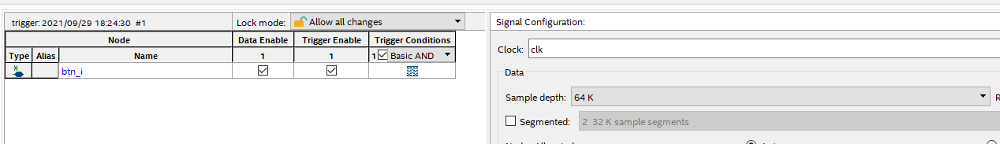 trigger: 2021/09/29 18:24:30 #1
Lock mode: Allow all changes
Signal Configuration:
Node Data Enable Trigger Enable Trigger Conditions
Clock: clk
Type Alias Name 1 1 1 Basic AND
btn_i
Data
Sample depth: 64 K R
Segmented: 2 32 K sample segments